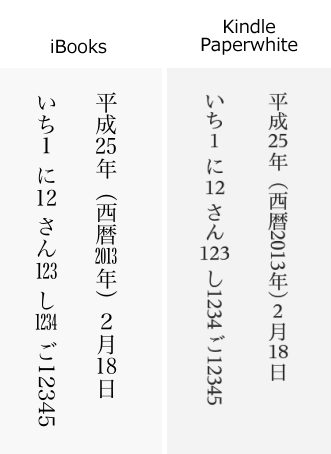 iBooks
平成25年（西暦2013年）2月18日
いち1 に12 さん123 し1234 ご12345
Kindle
Paperwhite
平成25年（西暦2013年）2月18日
いち1 に12 さん123 し1234 ご12345